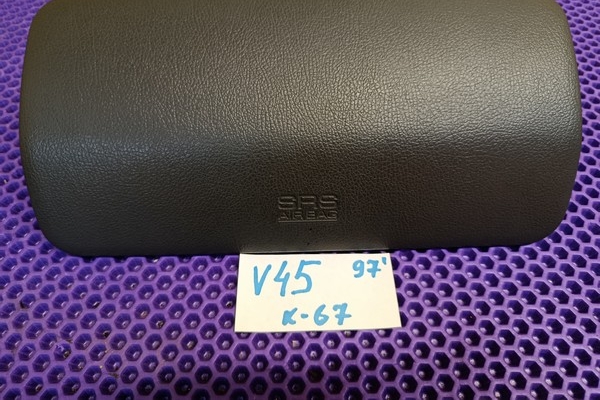 SRS
AIRBAG
V45 97'
к-67